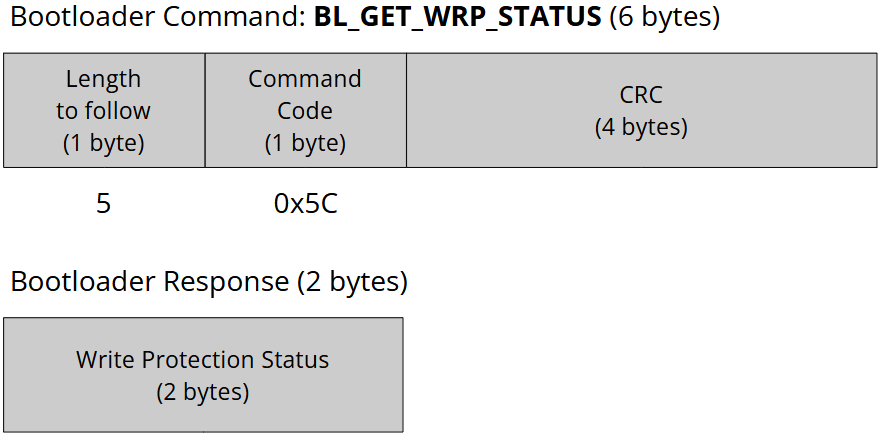 Bootloader Command: BL_GET_WRP_STATUS (6 bytes)
Length
to follow
(1 byte)
Command
Code
(1 byte)
CRC
(4 bytes)
5
0x5C
Bootloader Response (2 bytes)
Write Protection Status
(2 bytes)